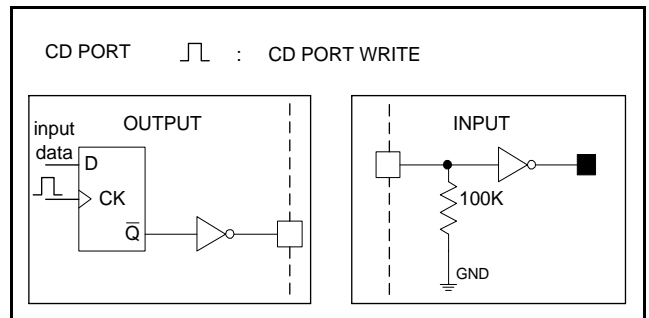 CD PORT : CD PORT WRITE
OUTPUT
input
data
D
CK
Q̅
INPUT
100K
GND